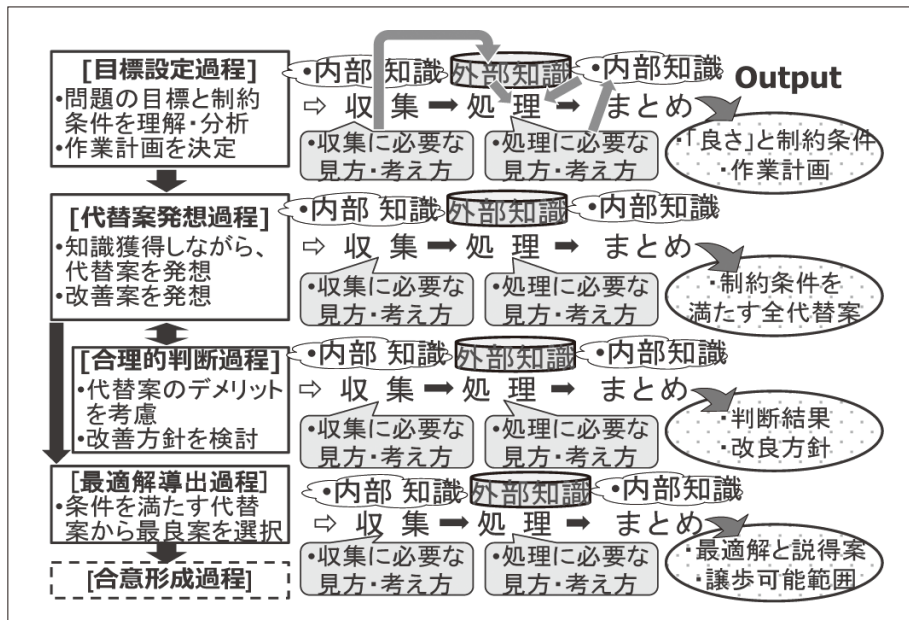 [目標設定過程]
・問題の目標と制約
条件を理解・分析
・作業計画を決定
・内部 知識
外部知識
・内部知識
Output
⇨ 収 集 ➡ 処 理 ➡ まとめ
・収集に必要な
見方・考え方
・処理に必要な
見方・考え方
・「良さ」と制約条件
・作業計画
[代替案発想過程]
・知識獲得しながら、
代替案を発想
・改善案を発想
・内部 知識
外部知識
・内部知識
⇨ 収 集 ➡ 処 理 ➡ まとめ
・収集に必要な
見方・考え方
・処理に必要な
見方・考え方
・制約条件を
満たす全代替案
[合理的判断過程]
・代替案のデメリット
を考慮
・改善方針を検討
・内部 知識
外部知識
・内部知識
⇨ 収 集 ➡ 処 理 ➡ まとめ
・収集に必要な
見方・考え方
・処理に必要な
見方・考え方
・判断結果
・改良方針
[最適解導出過程]
・条件を満たす代替
案から最良案を選択
・内部 知識
外部知識
・内部知識
⇨ 収 集 ➡ 処 理 ➡ まとめ
・収集に必要な
見方・考え方
・処理に必要な
見方・考え方
・最適解と説得案
・譲歩可能範囲
[合意形成過程]